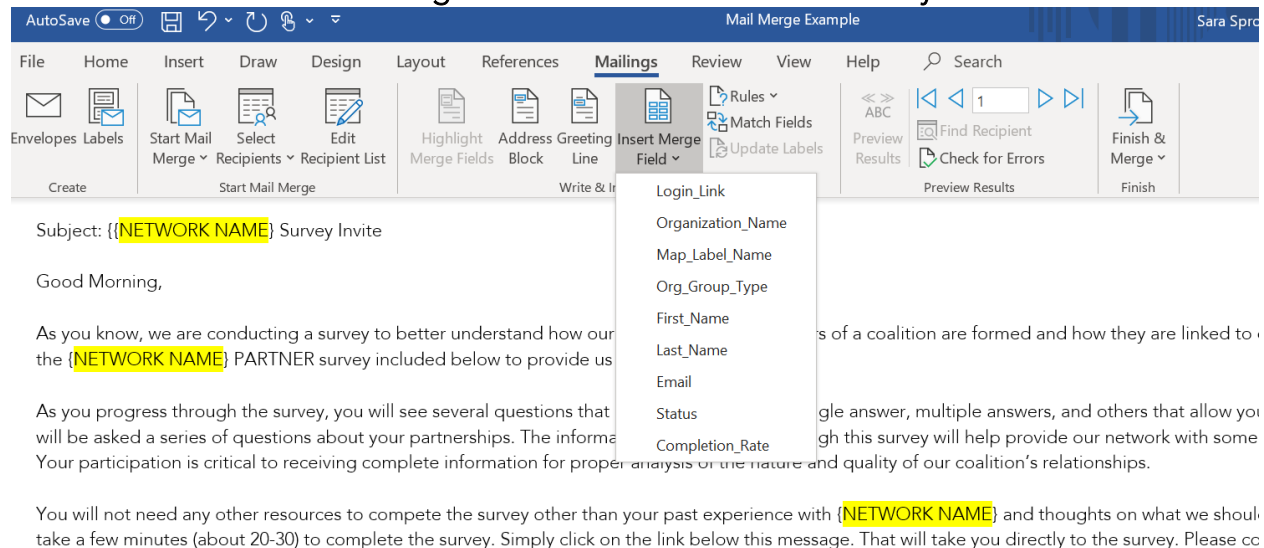 AutoSave Off Mail Merge Example Sara Spro
File Home Insert Draw Design Layout References Mailings Review View Help Search
Envelopes Labels Start Mail Merge Select Recipients Edit Recipient List Highlight Merge Fields Address Block Greeting Line Insert Merge Field Rules Match Fields Update Labels ABC Preview Results 1 Find Recipient Check for Errors Finish & Merge
Create Start Mail Merge Write & I Preview Results Finish
Login_Link
Organization_Name
Map_Label_Name
Org_Group_Type
First_Name
Last_Name
Email
Status
Completion_Rate
Subject: {{NETWORK NAME} Survey Invite
Good Morning,
As you know, we are conducting a survey to better understand how our s of a coalition are formed and how they are linked to
the {NETWORK NAME} PARTNER survey included below to provide us
As you progress through the survey, you will see several questions that gle answer, multiple answers, and others that allow you
will be asked a series of questions about your partnerships. The informa gh this survey will help provide our network with some
Your participation is critical to receiving complete information for proper analysis of the nature and quality of our coalition's relationships.
You will not need any other resources to compete the survey other than your past experience with {NETWORK NAME} and thoughts on what we shoul
take a few minutes (about 20-30) to complete the survey. Simply click on the link below this message. That will take you directly to the survey. Please co